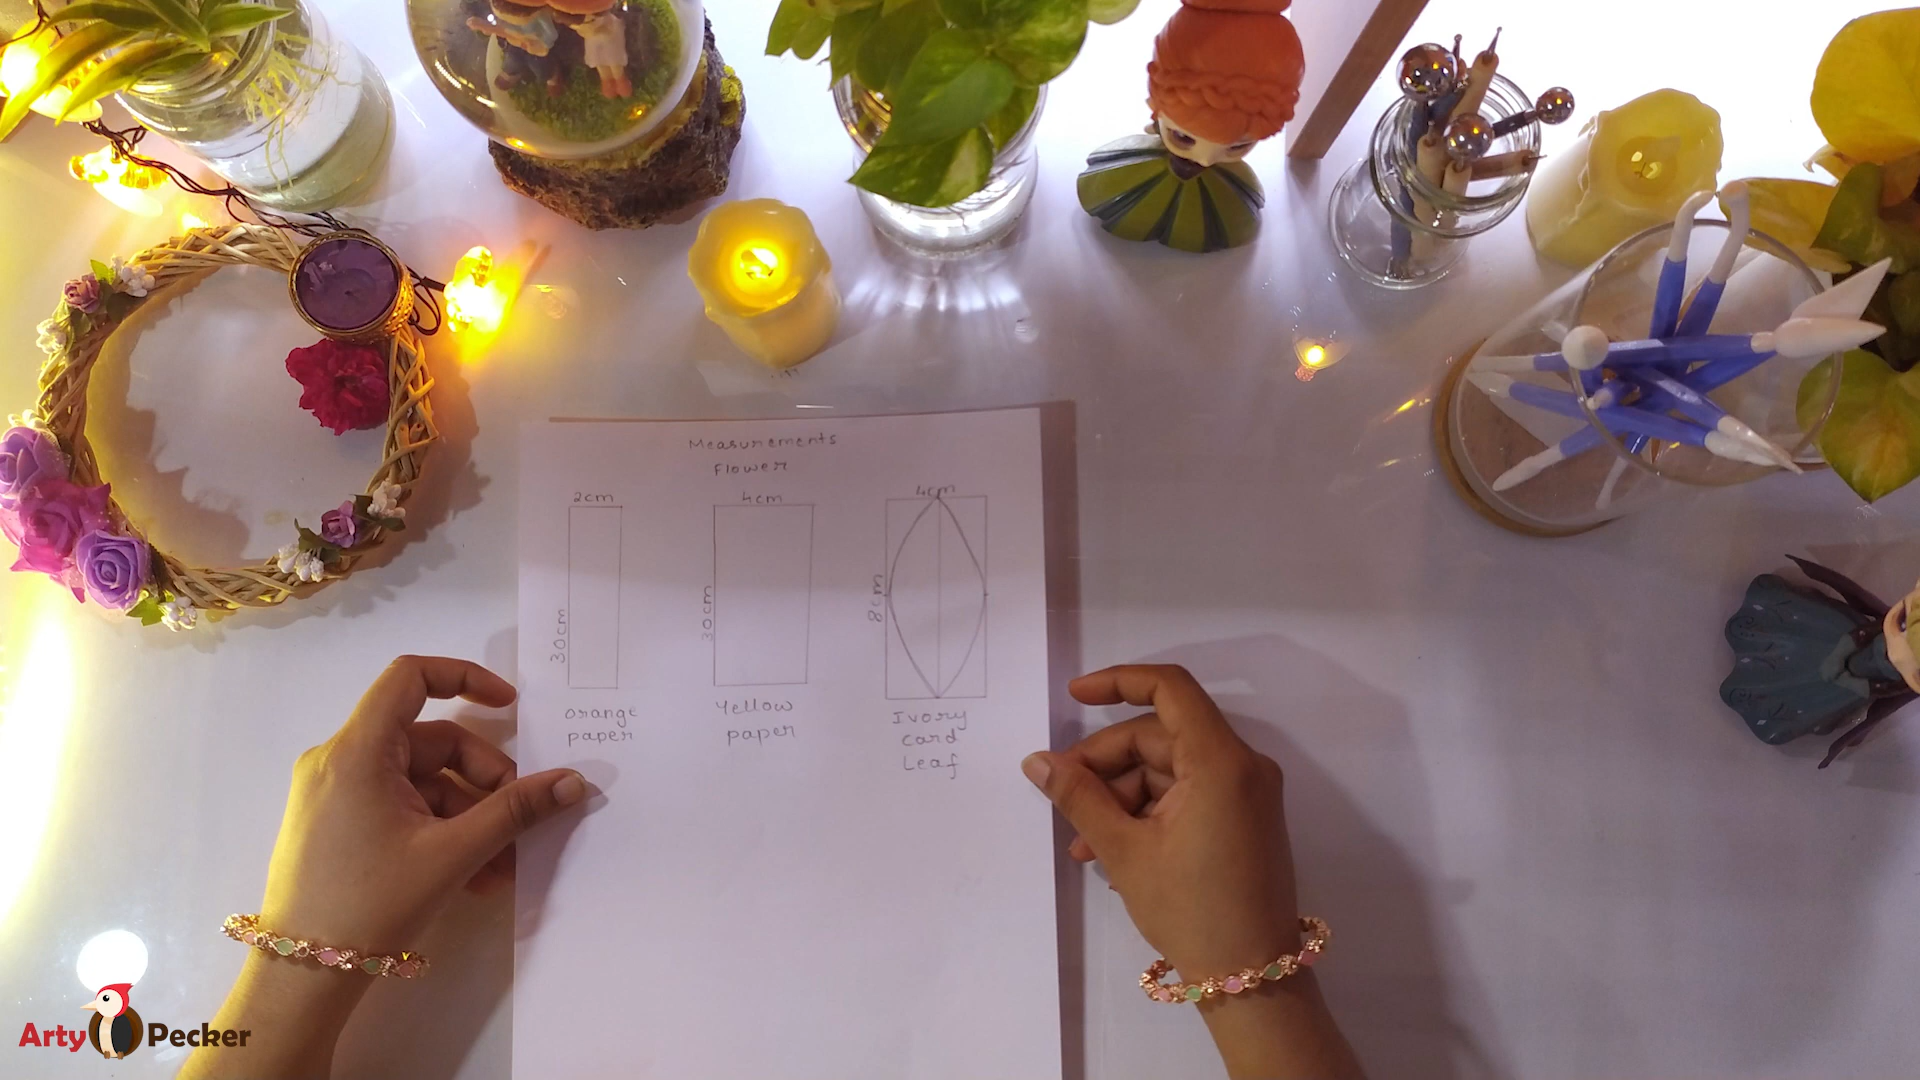 Measurements
Flower
2cm
30cm
orange
paper
4cm
30cm
Yellow
paper
4cm
8cm
Ivory
card
Leaf
Arty Pecker